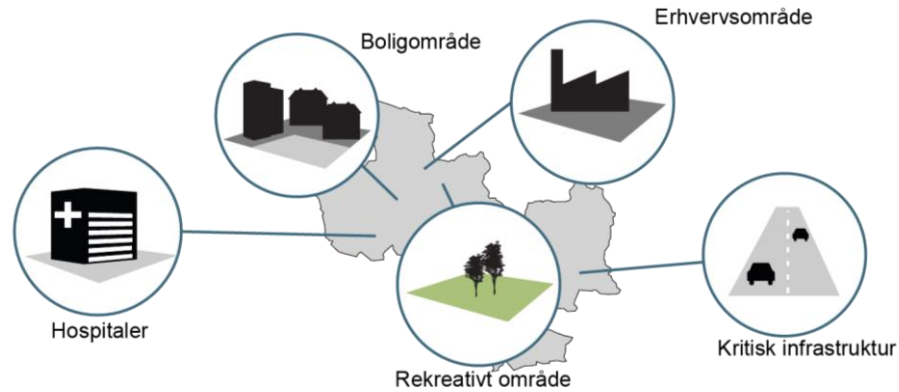 Erhvervsområde
Boligområde
Hospitaler
Kritisk infrastruktur
Rekreativt område